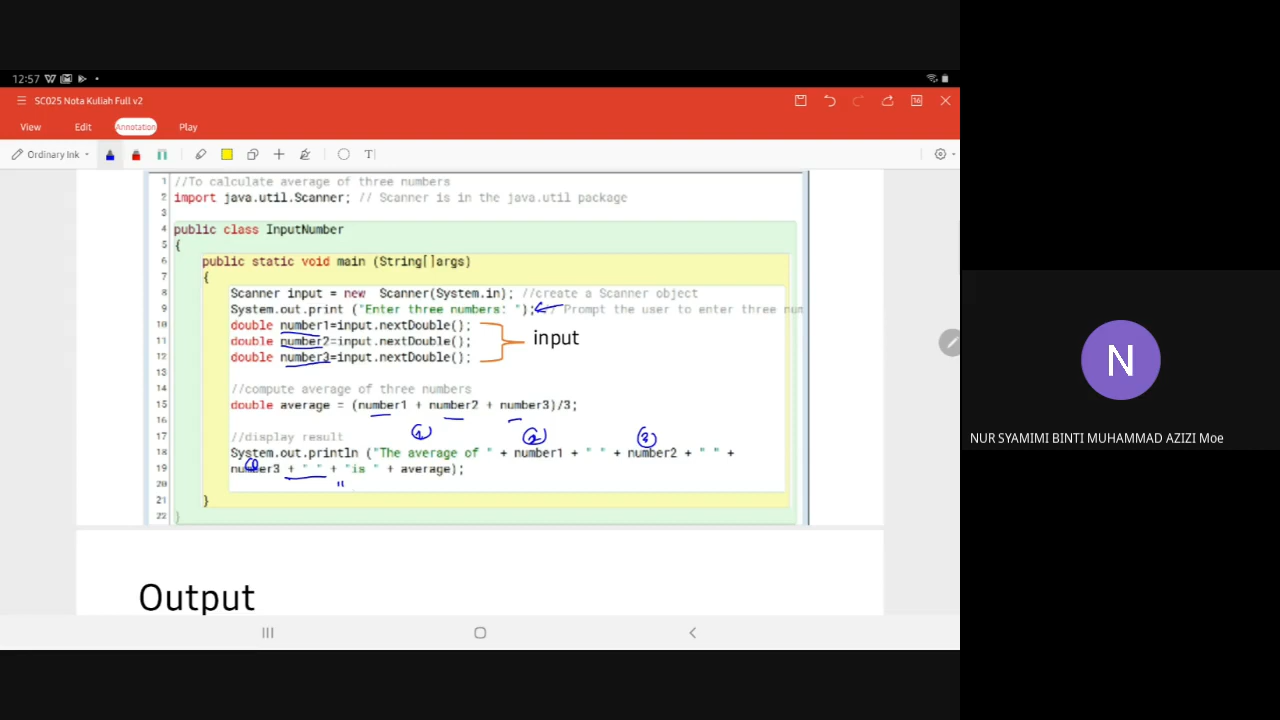 12:57
SC025 Nota Kuliah Full v2
16
View Edit Annotation Play
Ordinary Ink T
1 //To calculate average of three numbers
2 import java.util.Scanner; // Scanner is in the java.util package
3
4 public class InputNumber
5 {
6 public static void main (String[]args)
7 {
8 Scanner input = new Scanner(System.in); //create a Scanner object
9 System.out.print ("Enter three numbers: "); // Prompt the user to enter three num
10 double number1=input.nextDouble();
11 double number2=input.nextDouble();
12 double number3=input.nextDouble();
input
13
14 //compute average of three numbers
15 double average = (number1 + number2 + number3)/3;
16
1 2 3
17 //display result
18 System.out.println ("The average of " + number1 + " " + number2 + " " +
19 number3 + " " + "is " + average);
20 "
21 }
22 }
Output
N
NUR SYAMIMI BINTI MUHAMMAD AZIZI Moe